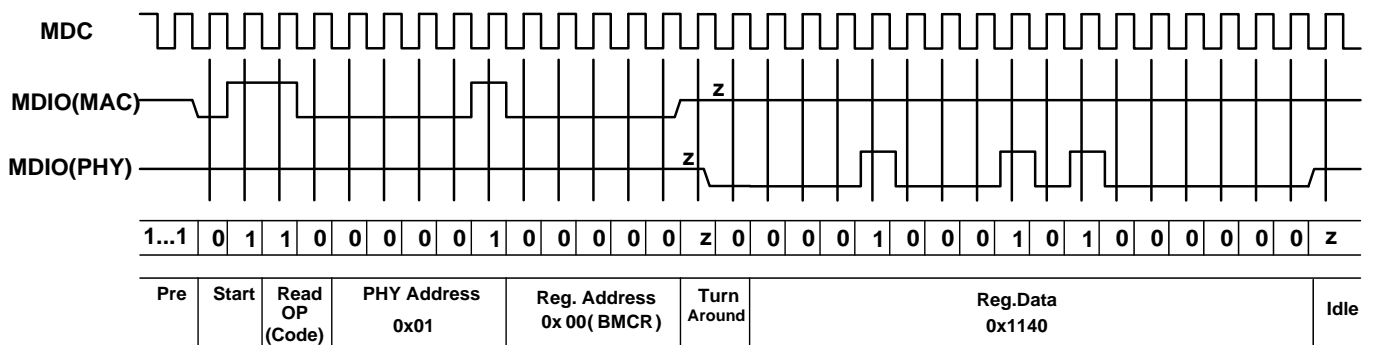 MDC
MDIO(MAC)
z
MDIO(PHY)
z
1...1 0 1 1 0 0 0 0 0 1 0 0 0 0 0 z 0 0 0 0 1 0 0 0 1 0 1 0 0 0 0 0 0 z
Pre Start Read OP (Code) PHY Address 0x01 Reg. Address 0x 00( BMCR ) Turn Around Reg.Data 0x1140 Idle